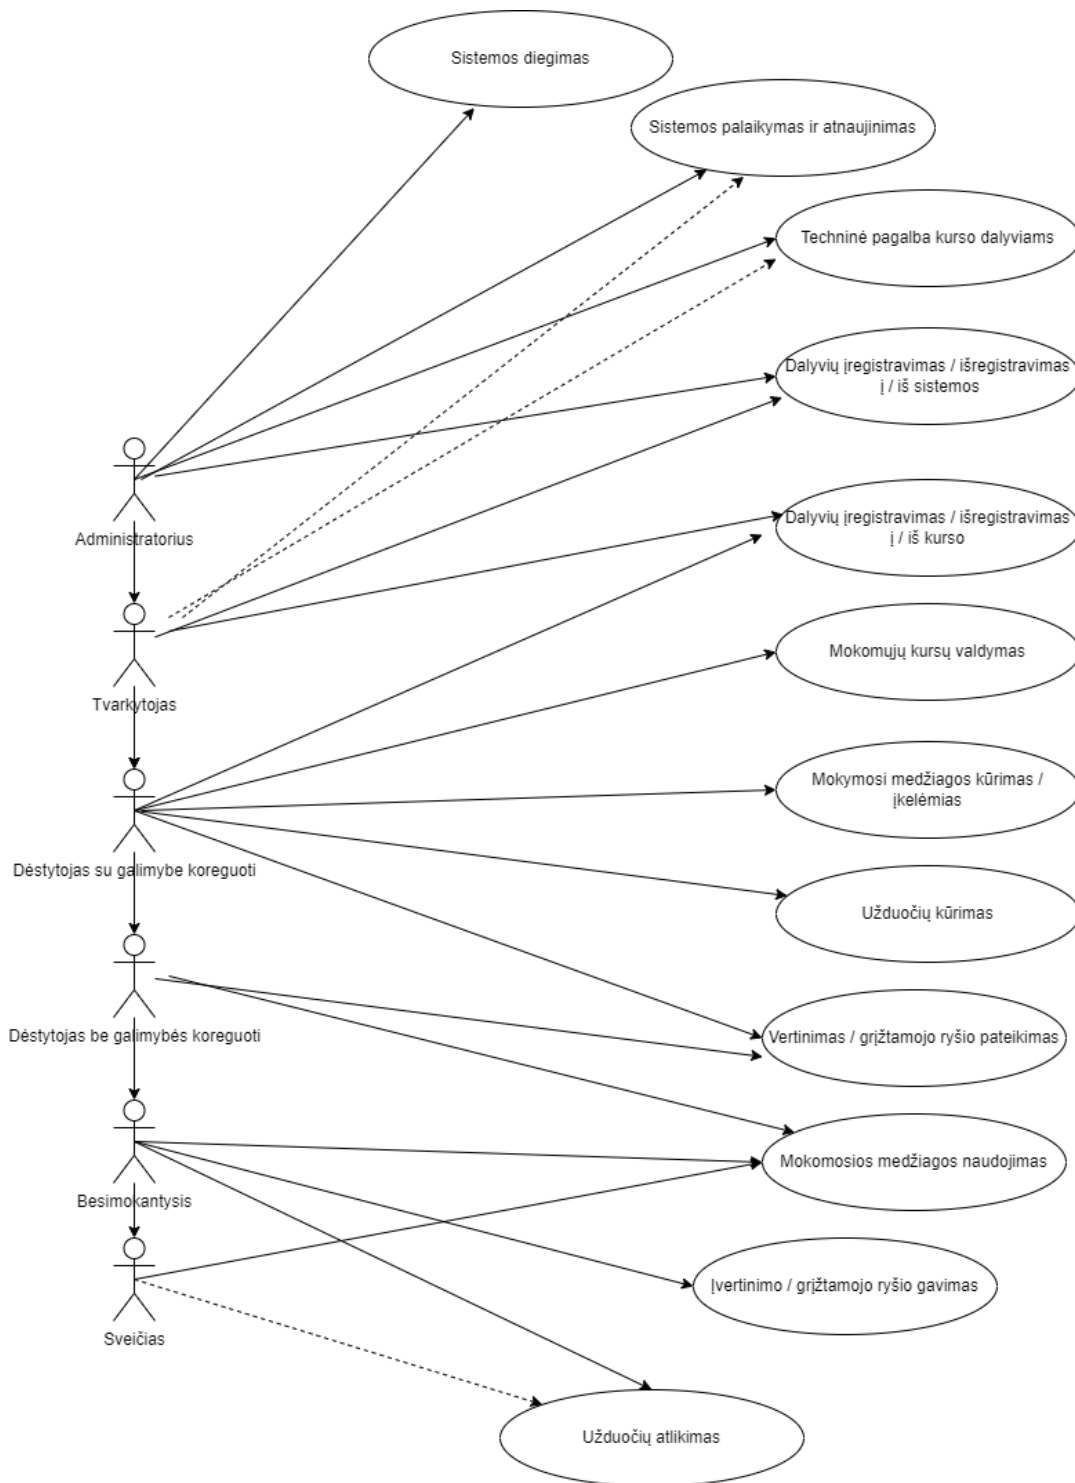 Sistemos diegimas
Sistemos palaikymas ir atnaujinimas
Techninė pagalba kurso dalyviams
Dalyvių įregistravimas / išregistravimas
į / iš sistemos
Administratorius
Dalyvių įregistravimas / išregistravimas
į / iš kurso
Mokomųjų kursų valdymas
Tvarkytojas
Mokymosi medžiagos kūrimas /
įkelėmias
Dėstytojas su galimybe koreguoti
Užduočių kūrimas
Dėstytojas be galimybės koreguoti
Vertinimas / grįžtamojo ryšio pateikimas
Mokomosios medžiagos naudojimas
Besimokantysis
Įvertinimo / grįžtamojo ryšio gavimas
Sveičias
Užduočių atlikimas